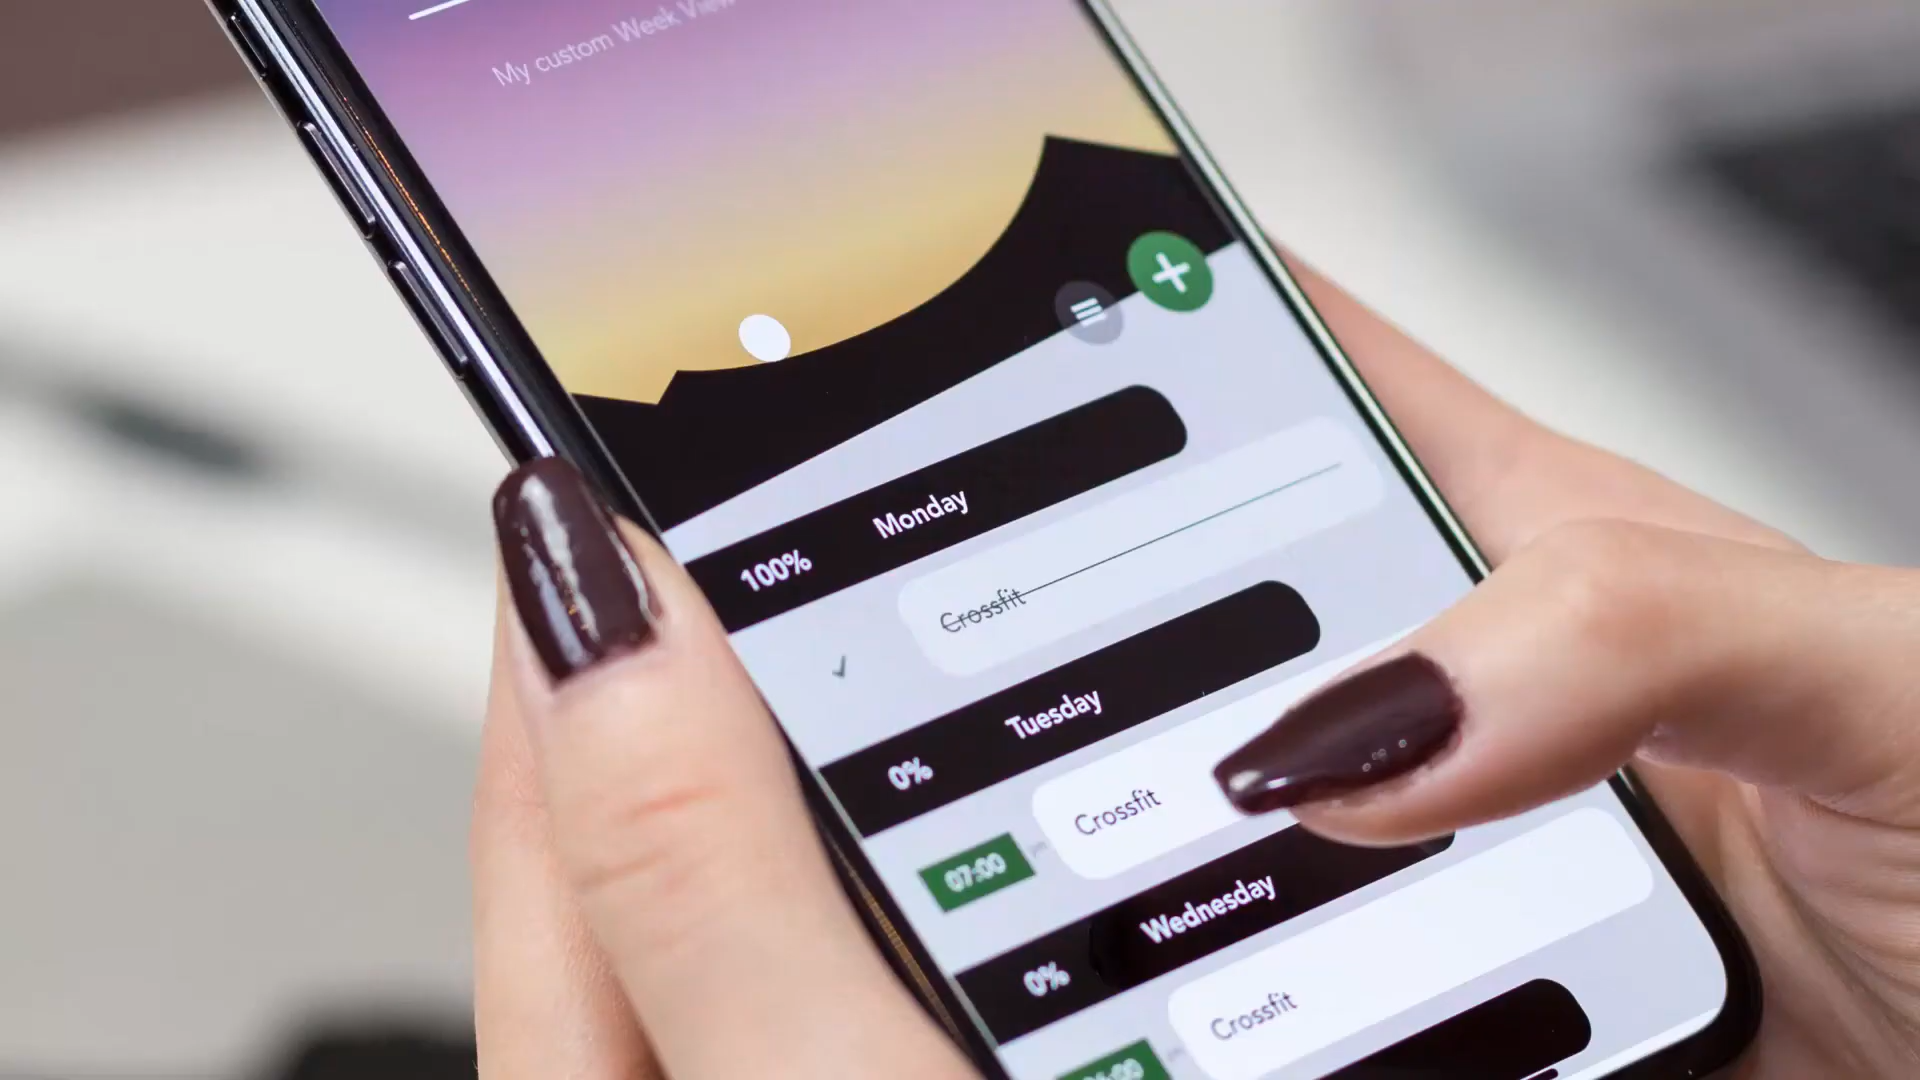 My custom Week View
Monday
100%
Crossfit
Tuesday
0%
Crossfit
07:00
Wednesday
0%
Crossfit